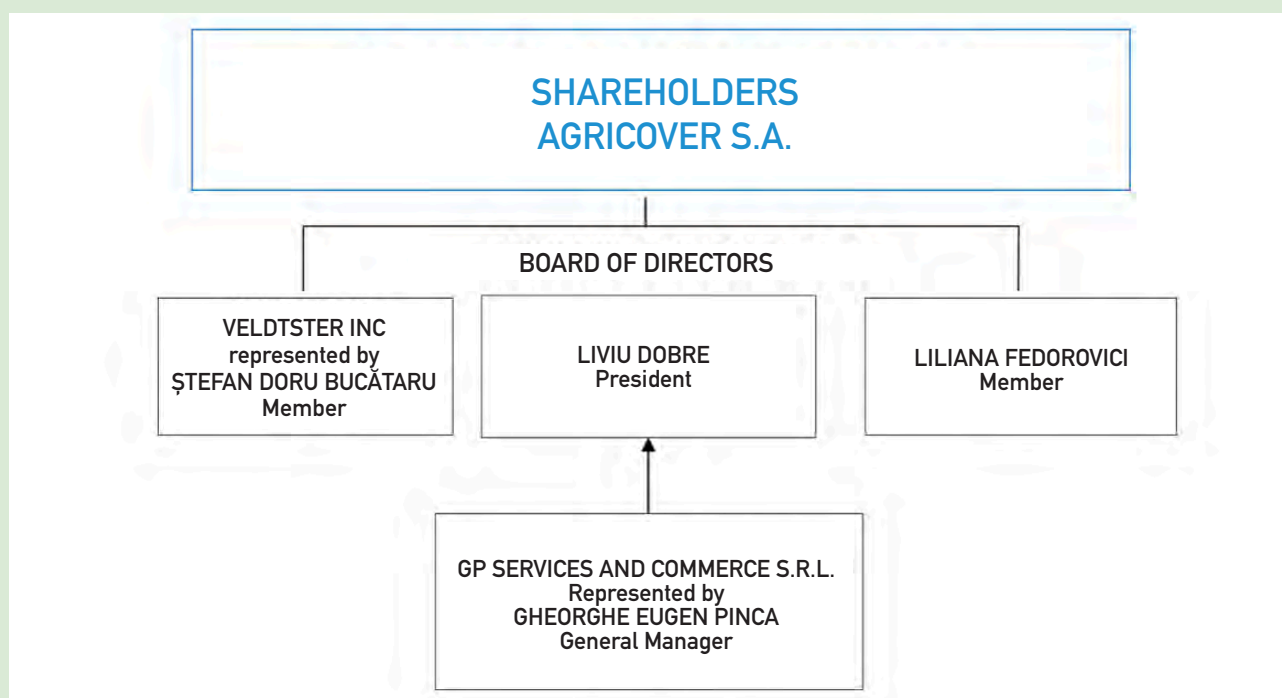 SHAREHOLDERS
AGRICOVER S.A.
BOARD OF DIRECTORS
VELDTSTER INC
represented by
ȘTEFAN DORU BUCĂTARU
Member
LIVIU DOBRE
President
LILIANA FEDOROVICI
Member
GP SERVICES AND COMMERCE S.R.L.
Represented by
GHEORGHE EUGEN PINCA
General Manager